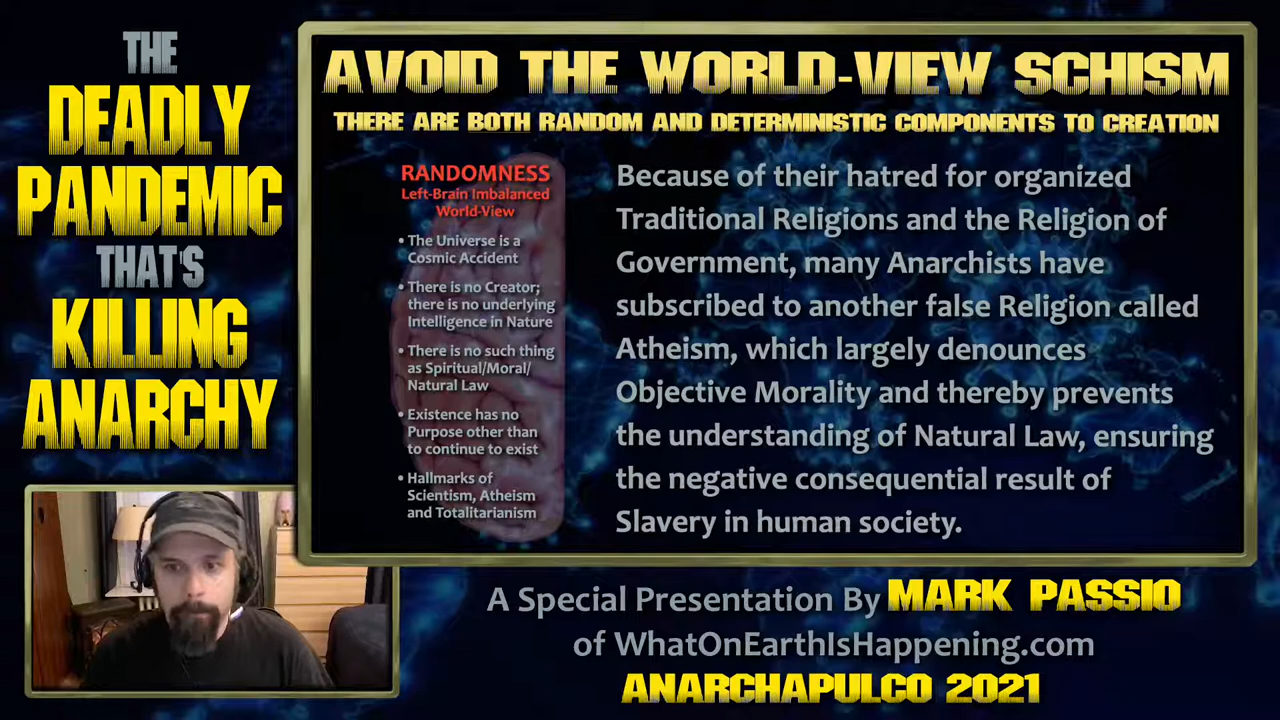 THE
DEADLY
PANDEMIC
THAT'S
KILLING
ANARCHY
AVOID THE WORLD-VIEW SCHISM
THERE ARE BOTH RANDOM AND DETERMINISTIC COMPONENTS TO CREATION
RANDOMNESS
Left-Brain Imbalanced
World-View
• The Universe is a
Cosmic Accident
• There is no Creator;
there is no underlying
Intelligence in Nature
• There is no such thing
as Spiritual/Moral/
Natural Law
• Existence has no
Purpose other than
to continue to exist
• Hallmarks of
Scientism, Atheism
and Totalitarianism
Because of their hatred for organized
Traditional Religions and the Religion of
Government, many Anarchists have
subscribed to another false Religion called
Atheism, which largely denounces
Objective Morality and thereby prevents
the understanding of Natural Law, ensuring
the negative consequential result of
Slavery in human society.
A Special Presentation By MARK PASSIO
of WhatOnEarthIsHappening.com
ANARCHAPULCO 2021